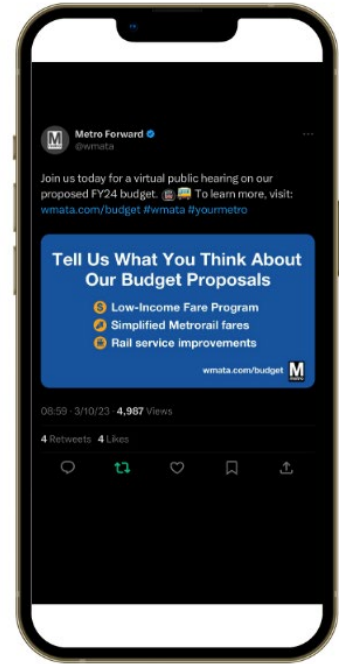 Metro Forward
@wmata
Join us today for a virtual public hearing on our
proposed FY24 budget. To learn more, visit:
wmata.com/budget #wmata #yourmetro
Tell Us What You Think About
Our Budget Proposals
$ Low-Income Fare Program
Simplified Metrorail fares
Rail service improvements
wmata.com/budget M
metro
08:59 · 3/10/23 · 4,987 Views
4 Retweets 4 Likes